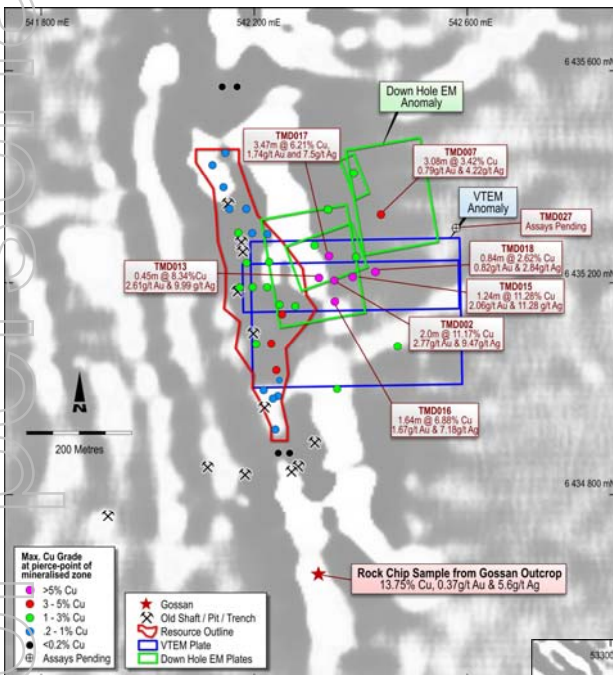 541 800 mE
542 200 mE
542 600 mE
6 435 600 mN
Down Hole EM
Anomaly
TMD017
3.47m @ 6.21% Cu,
1.74g/t Au and 7.5g/t Ag
TMD007
3.08m @ 3.42% Cu
0.79g/t Au & 4.22g/t Ag
VTEM
Anomaly
TMD027
Assays Pending
TMD018
0.84m @ 2.62% Cu
0.82g/t Au & 2.84g/t Ag
TMD013
0.45m @ 8.34%Cu
2.61g/t Au & 9.99 g/t Ag
6 435 200 mN
TMD015
1.24m @ 11.28% Cu
2.06g/t Au & 11.28 g/t Ag
TMD002
2.0m @ 11.17% Cu
2.77g/t Au & 9.47g/t Ag
TMD016
1.64m @ 6.88% Cu
1.67g/t Au & 7.18g/t Ag
N
200 Metres
6 434 800 mN
Rock Chip Sample from Gossan Outcrop
13.75% Cu, 0.37g/t Au & 5.6g/t Ag
Max. Cu Grade
at pierce-point of
mineralised zone
>5% Cu
3 - 5% Cu
1 - 3% Cu
.2 - 1% Cu
<0.2% Cu
Assays Pending
Gossan
Old Shaft / Pit / Trench
Resource Outline
VTEM Plate
Down Hole EM Plates